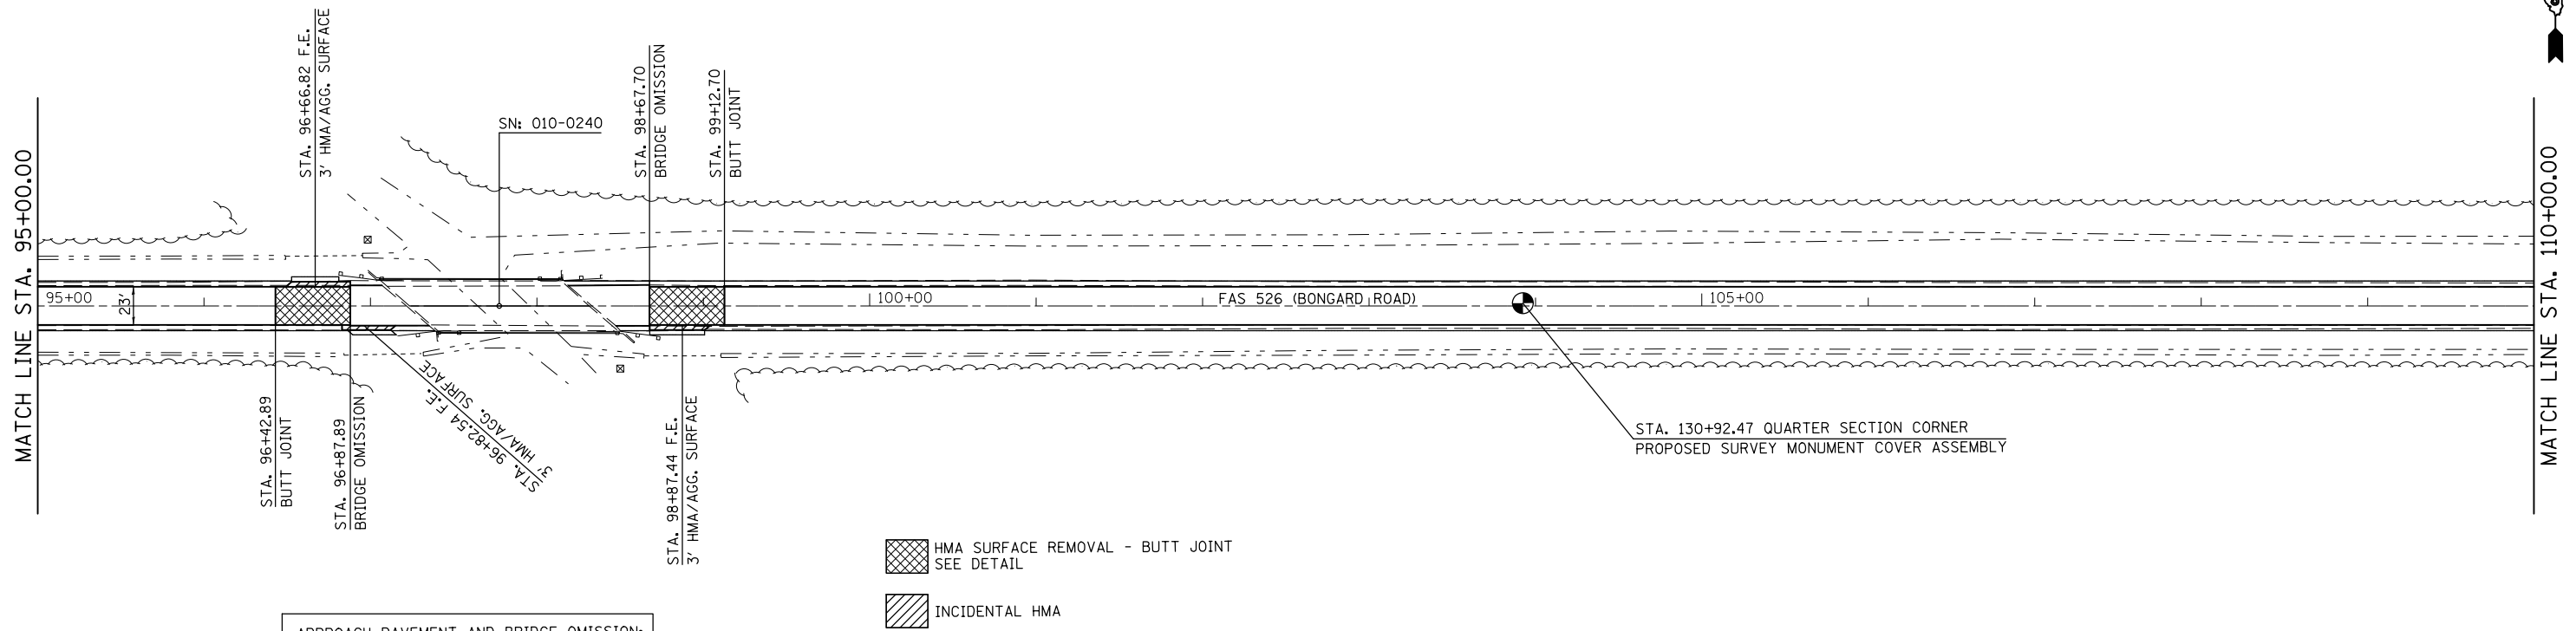 MATCH LINE STA. 95+00.00
STA. 96+66.82 F.E.
3' HMA/AGG. SURFACE
SN: 010-0240
STA. 98+67.70
BRIDGE OMISSION
STA. 99+12.70
BUTT JOINT
95+00
23'
100+00
FAS 526 (BONGARD ROAD)
105+00
STA. 96+42.89
BUTT JOINT
STA. 96+87.89
BRIDGE OMISSION
STA. 96+82.54 F.E.
3' HMA/AGG. SURFACE
STA. 98+87.44 F.E.
3' HMA/AGG. SURFACE
STA. 130+92.47 QUARTER SECTION CORNER
PROPOSED SURVEY MONUMENT COVER ASSEMBLY
MATCH LINE STA. 110+00.00
HMA SURFACE REMOVAL - BUTT JOINT
SEE DETAIL
INCIDENTAL HMA
APPROACH PAVEMENT AND BRIDGE OMISSION: